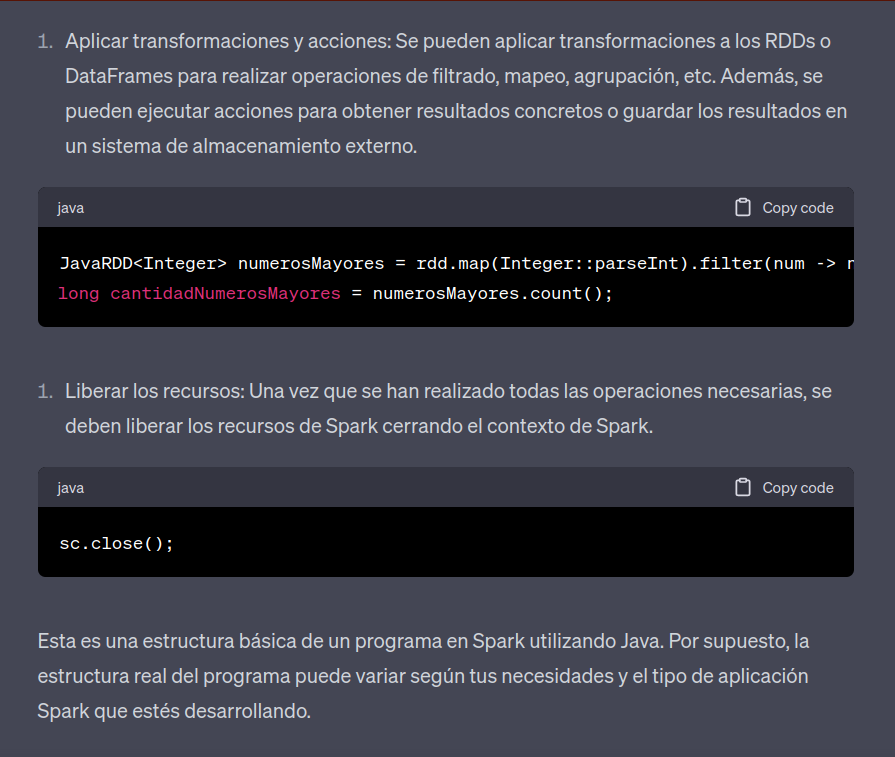 1. Aplicar transformaciones y acciones: Se pueden aplicar transformaciones a los RDDs o
DataFrames para realizar operaciones de filtrado, mapeo, agrupación, etc. Además, se
pueden ejecutar acciones para obtener resultados concretos o guardar los resultados en
un sistema de almacenamiento externo.
java
Copy code
JavaRDD<Integer> numerosMayores = rdd.map(Integer::parseInt).filter(num ->
long cantidadNumerosMayores = numerosMayores.count();
1. Liberar los recursos: Una vez que se han realizado todas las operaciones necesarias, se
deben liberar los recursos de Spark cerrando el contexto de Spark.
java
Copy code
sc.close();
Esta es una estructura básica de un programa en Spark utilizando Java. Por supuesto, la
estructura real del programa puede variar según tus necesidades y el tipo de aplicación
Spark que estés desarrollando.